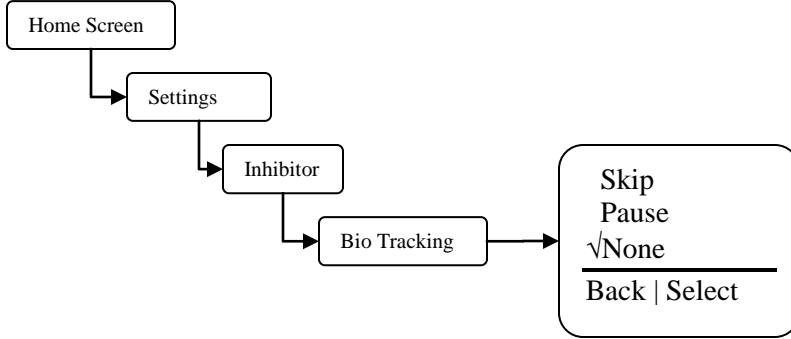 Home Screen
Settings
Inhibitor
Bio Tracking
Skip
Pause
√None
Back | Select